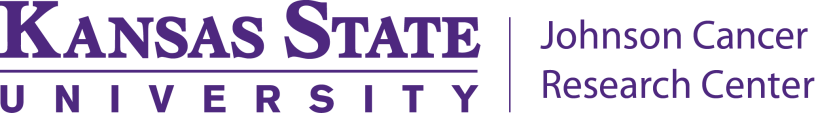 KANSAS STATE
UNIVERSITY
Johnson Cancer
Research Center